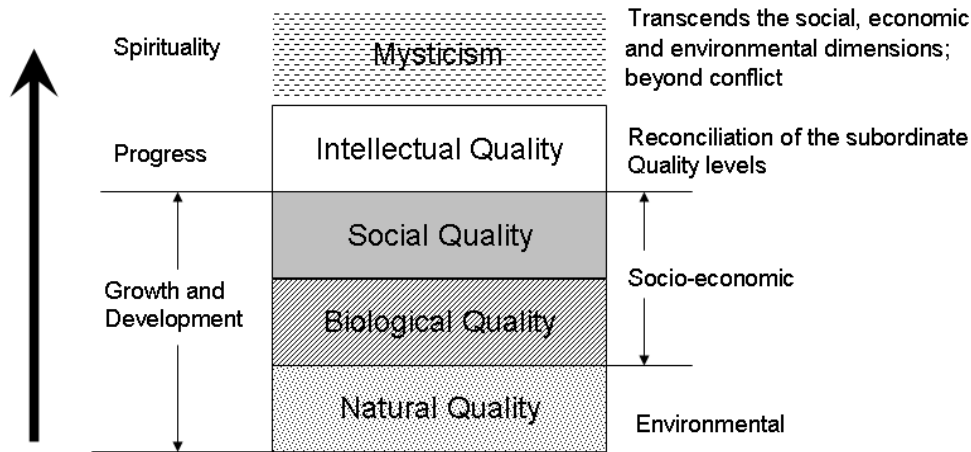 Spirituality
Mysticism
Transcends the social, economic
and environmental dimensions;
beyond conflict
Progress
Intellectual Quality
Reconciliation of the subordinate
Quality levels
Social Quality
Growth and
Development
Socio-economic
Biological Quality
Natural Quality
Environmental